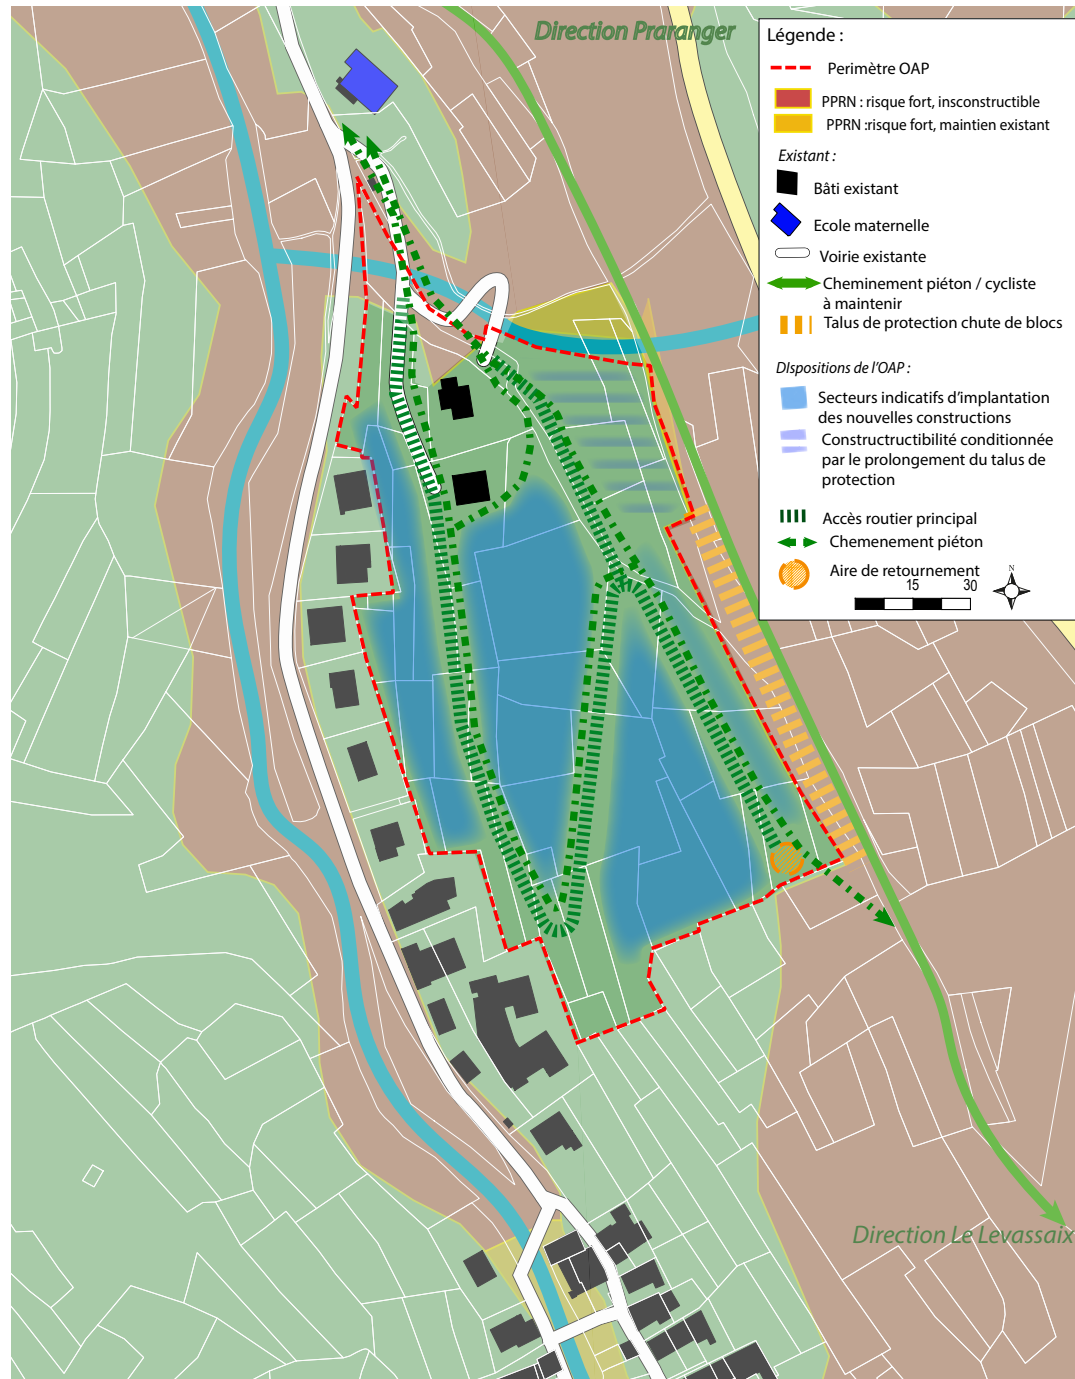 Direction Praranger
Légende :
Perimètre OAP
PPRN : risque fort, insconstructible
PPRN :risque fort, maintien existant
Existant :
Bâti existant
Ecole maternelle
Voirie existante
Cheminement piéton / cycliste
à maintenir
Talus de protection chute de blocs
DIspositions de l'OAP :
Secteurs indicatifs d'implantation
des nouvelles constructions
Constructructibilité conditionnée
par le prolongement du talus de
protection
Accès routier principal
Chemenement piéton
Aire de retournement
15 30
N
Direction Le Levassaix